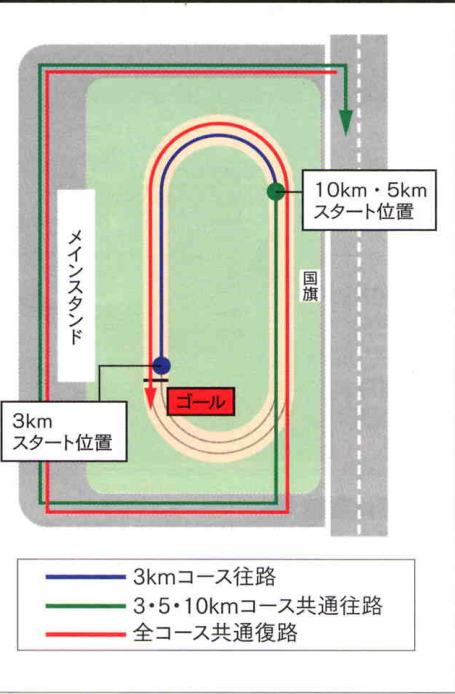 10km・5km
スタート位置
メインスタンド
国旗
ゴール
3km
スタート位置
3kmコース往路
3・5・10kmコース共通往路
全コース共通復路